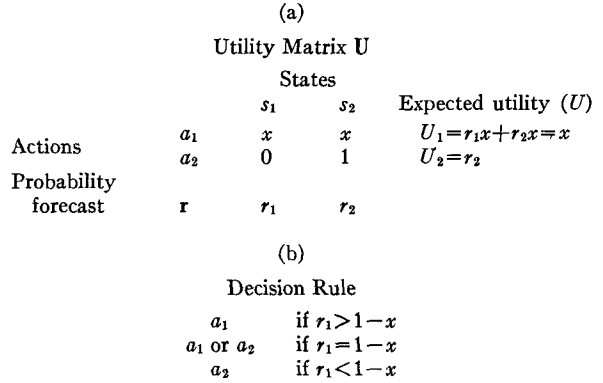 (a)
Utility Matrix U
States
s₁ s₂ Expected utility (U)
a₁ x x U₁=r₁x+r₂x=x
Actions
a₂ 0 1 U₂=r₂
Probability
forecast r r₁ r₂
(b)
Decision Rule
a₁ if r₁>1−x
a₁ or a₂ if r₁=1−x
a₂ if r₁<1−x